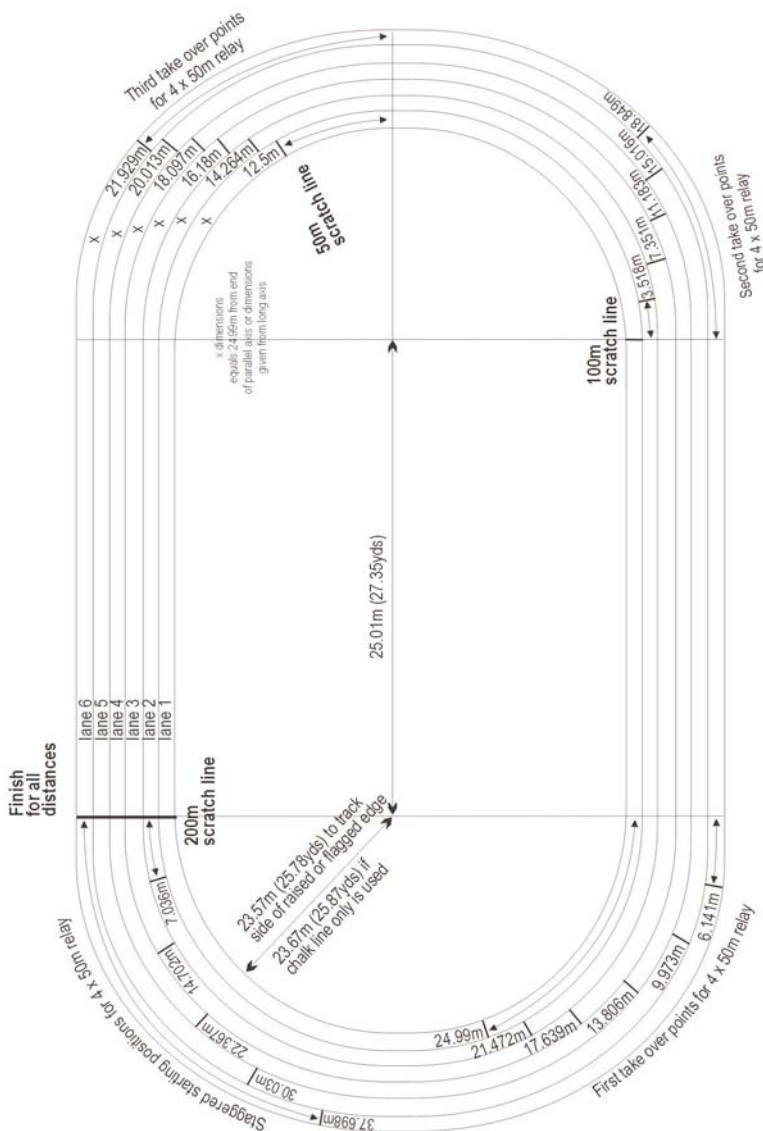 Third take over points
for 4 x 50m relay
21.929m
20.013m
18.097m
16.18m
14.264m
12.5m
x
x
x
x
x
x
50m
scratch line
x dimensions
equals 24.99m from end
of parallel axis or dimensions
given from long axis
18.849m
15.016m
11.183m
7.351m
3.518m
Second take over points
for 4 x 50m relay
100m
scratch line
25.01m (27.35yds)
Finish
for all
distances
lane 6
lane 5
lane 4
lane 3
lane 2
lane 1
200m
scratch line
23.57m (25.78yds) to track
side of raised or flagged edge
23.67m (25.87yds) if
chalk line only is used
7.036m
14.702m
22.367m
30.03m
37.698m
Staggered starting positions for 4 x 50m relay
24.99m
21.472m
17.639m
13.806m
9.973m
6.141m
First take over points for 4 x 50m relay